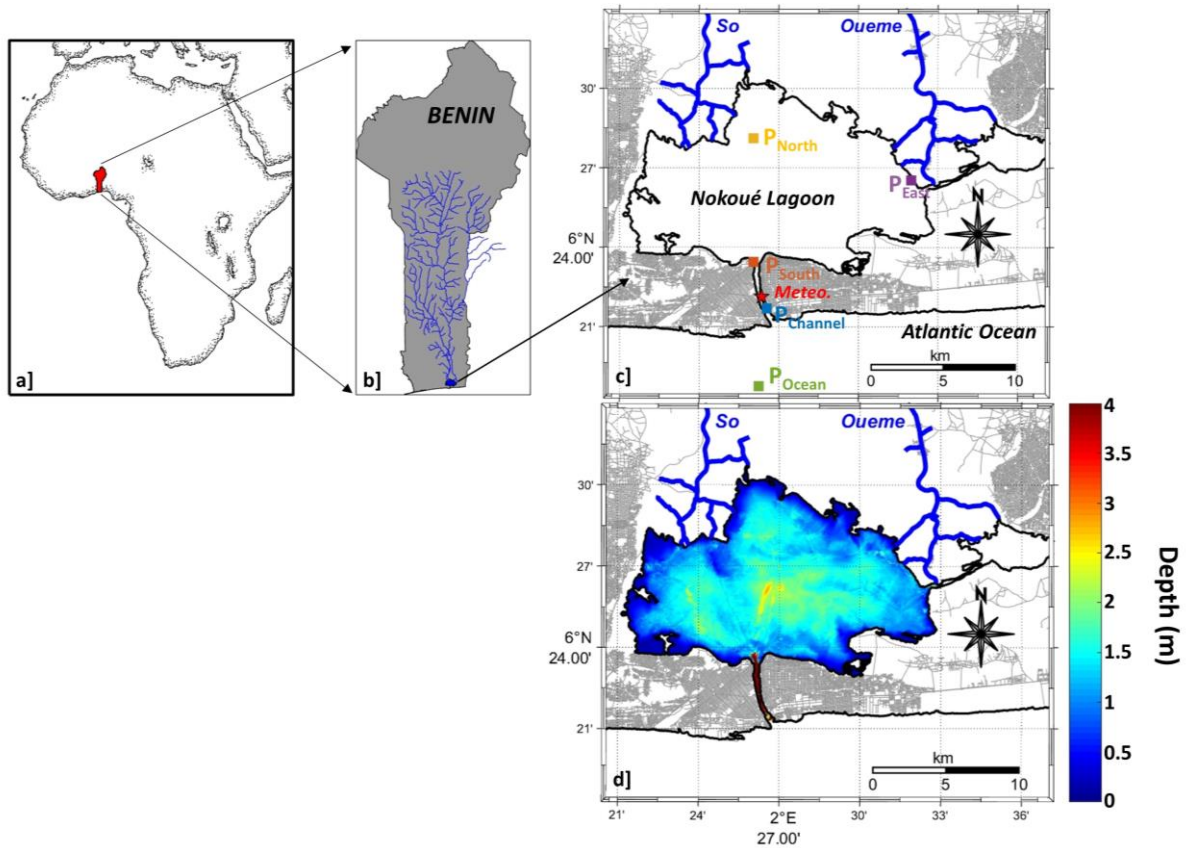 a]
BENIN
b]
So
Oueme
30'
P North
27'
P East
N
Nokoué Lagoon
6°N
24.00'
P South
Meteo.
P Channel
21'
Atlantic Ocean
km
c]
0
5
10
P Ocean
So
Oueme
30'
27'
N
6°N
24.00'
21'
km
d]
0
5
10
21'
24'
2°E
27.00'
30'
33'
36'
4
3.5
3
2.5
2
1.5
1
0.5
0
Depth (m)